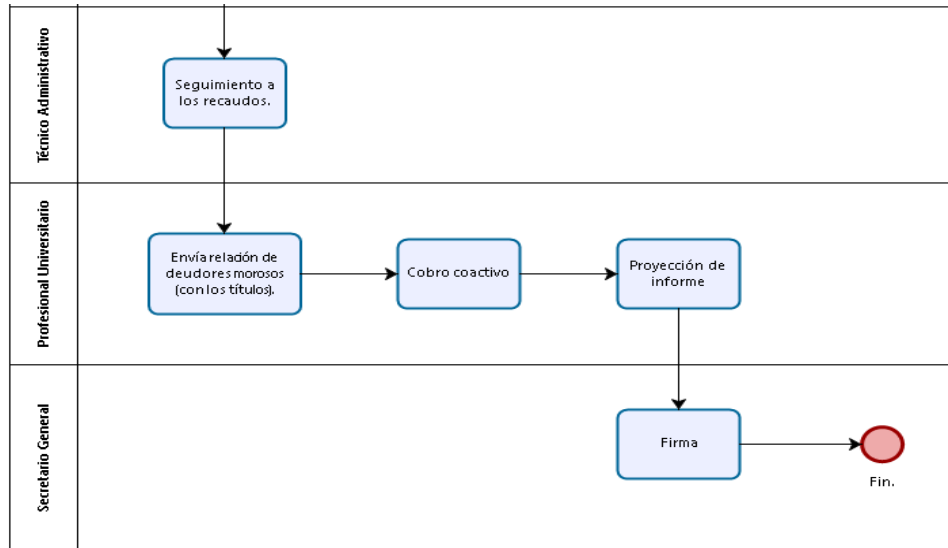 Técnico Administrativo
Seguimiento a
los recaudos.
Profesional Universitario
Envía relación de
deudores morosos
(con los títulos).
Cobro coactivo
Proyección de
informe
Secretario General
Firma
Fin.